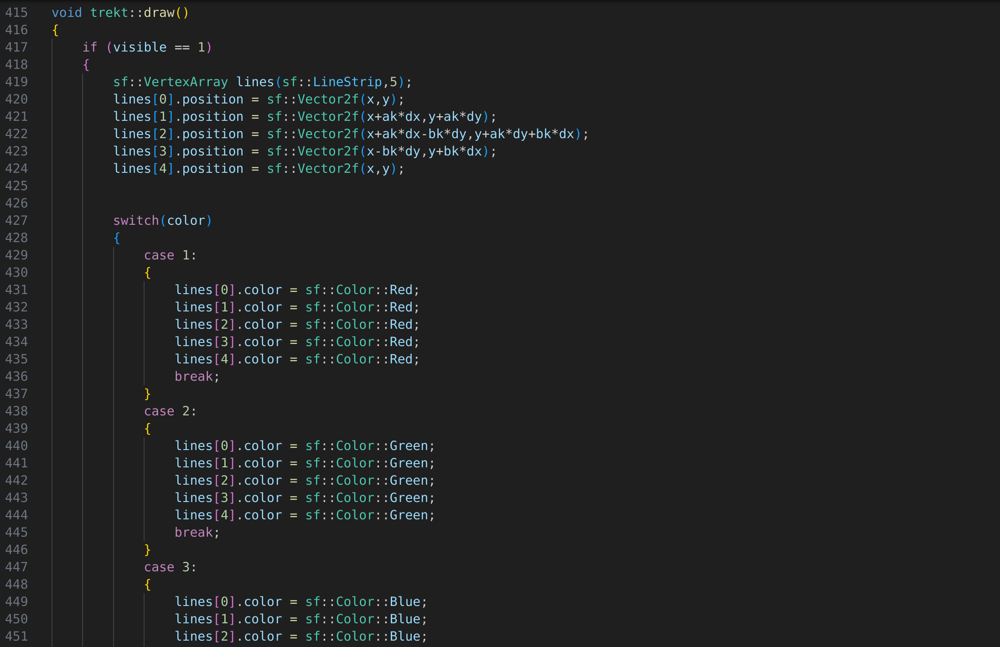 415 void trekt::draw()
416 {
417     if (visible == 1)
418     {
419         sf::VertexArray lines(sf::LineStrip,5);
420         lines[0].position = sf::Vector2f(x,y);
421         lines[1].position = sf::Vector2f(x+ak*dx,y+ak*dy);
422         lines[2].position = sf::Vector2f(x+ak*dx-bk*dy,y+ak*dy+bk*dx);
423         lines[3].position = sf::Vector2f(x-bk*dy,y+bk*dx);
424         lines[4].position = sf::Vector2f(x,y);
425
426
427         switch(color)
428         {
429             case 1:
430             {
431                 lines[0].color = sf::Color::Red;
432                 lines[1].color = sf::Color::Red;
433                 lines[2].color = sf::Color::Red;
434                 lines[3].color = sf::Color::Red;
435                 lines[4].color = sf::Color::Red;
436                 break;
437             }
438             case 2:
439             {
440                 lines[0].color = sf::Color::Green;
441                 lines[1].color = sf::Color::Green;
442                 lines[2].color = sf::Color::Green;
443                 lines[3].color = sf::Color::Green;
444                 lines[4].color = sf::Color::Green;
445                 break;
446             }
447             case 3:
448             {
449                 lines[0].color = sf::Color::Blue;
450                 lines[1].color = sf::Color::Blue;
451                 lines[2].color = sf::Color::Blue;